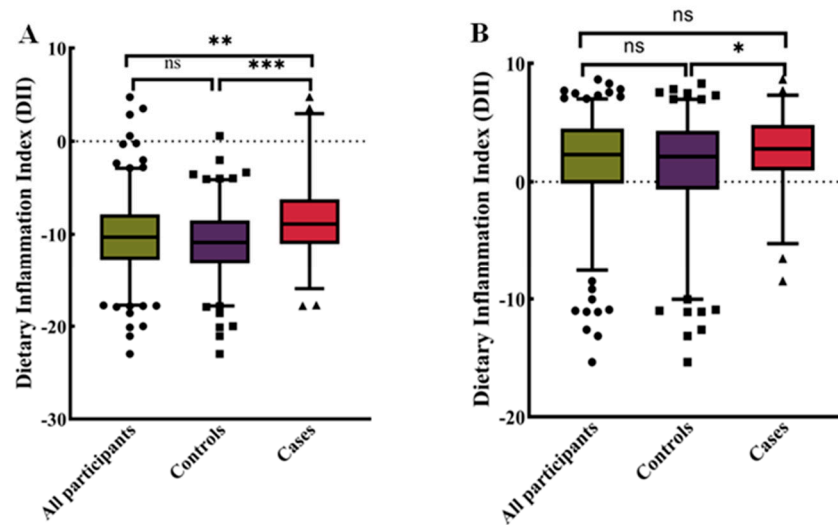 A
**
ns
***
10
0
-10
-20
-30
Dietary Inflammation Index (DII)
All participants
Controls
Cases
B
ns
ns
*
10
0
-10
-20
Dietary Inflammation Index (DII)
All participants
Controls
Cases